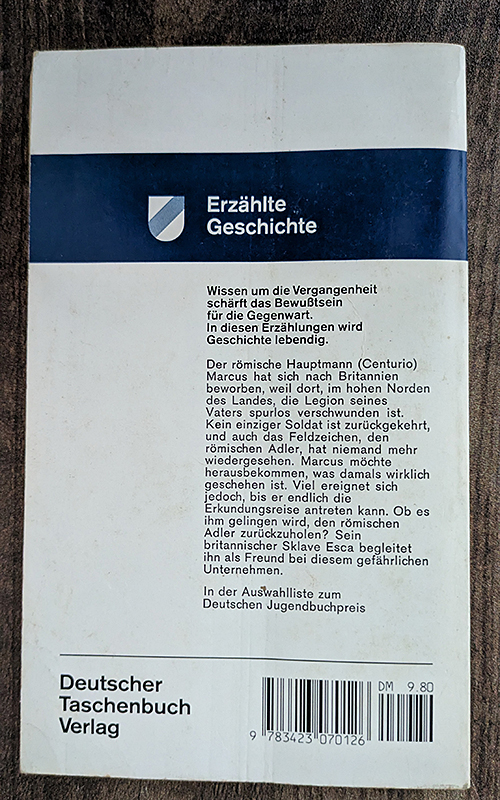 Erzählte
Geschichte
Wissen um die Vergangenheit
schärft das Bewußtsein
für die Gegenwart.
In diesen Erzählungen wird
Geschichte lebendig.
Der römische Hauptmann (Centurio)
Marcus hat sich nach Britannien
beworben, weil dort, im hohen Norden
des Landes, die Legion seines
Vaters spurlos verschwunden ist.
Kein einziger Soldat ist zurückgekehrt,
und auch das Feldzeichen, den
römischen Adler, hat niemand mehr
wiedergesehen. Marcus möchte
herausbekommen, was damals wirklich
geschehen ist. Viel ereignet sich
jedoch, bis er endlich die
Erkundungsreise antreten kann. Ob es
ihm gelingen wird, den römischen
Adler zurückzuholen? Sein
britannischer Sklave Esca begleitet
ihn als Freund bei diesem gefährlichen
Unternehmen.
In der Auswahlliste zum
Deutschen Jugendbuchpreis
Deutscher
Taschenbuch
Verlag
DM 9.80
9 783423 070126